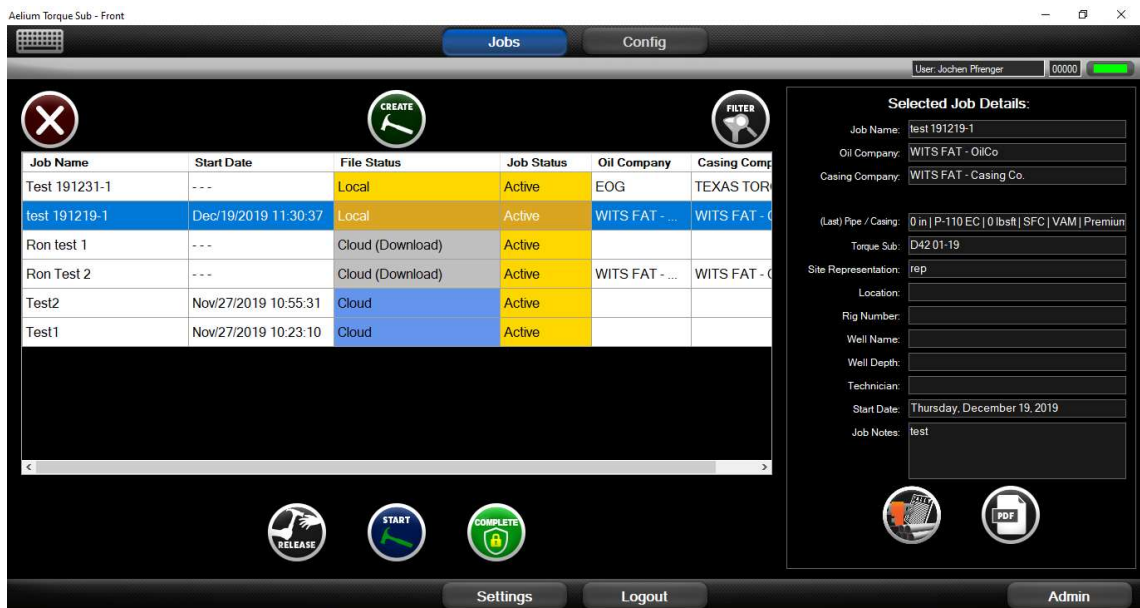 Aelium Torque Sub - Front
Jobs Config
User: Jochen Pfrenger 00000
CREATE FILTER
Job Name Start Date File Status Job Status Oil Company Casing Comp
Test 191231-1 - - - Local Active EOG TEXAS TOR
test 191219-1 Dec/19/2019 11:30:37 Local Active WITS FAT - ... WITS FAT - C
Ron test 1 - - - Cloud (Download) Active
Ron Test 2 - - - Cloud (Download) Active WITS FAT - ... WITS FAT - C
Test2 Nov/27/2019 10:55:31 Cloud Active
Test1 Nov/27/2019 10:23:10 Cloud Active
RELEASE START COMPLETE
Selected Job Details:
Job Name: test 191219-1
Oil Company: WITS FAT - OilCo
Casing Company: WITS FAT - Casing Co.
(Last) Pipe / Casing: 0 in | P-110 EC | 0 lbsft | SFC | VAM | Premium
Torque Sub: D42 01-19
Site Representation: rep
Location:
Rig Number:
Well Name:
Well Depth:
Technician:
Start Date: Thursday, December 19, 2019
Job Notes: test
TALLY PDF
Settings Logout Admin